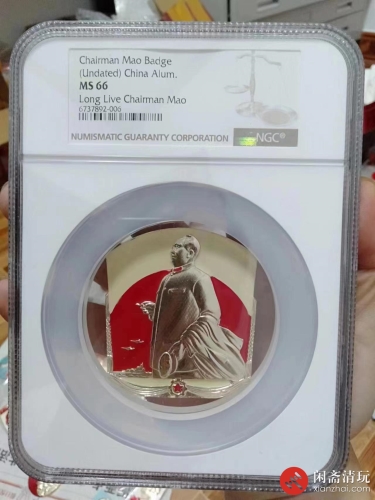 Chairman Mao Badge
(Undated) China Alum.
MS 66
Long Live Chairman Mao
6737892-006
NUMISMATIC GUARANTY CORPORATION
NGC®
闲斋清玩
xianzhai.com